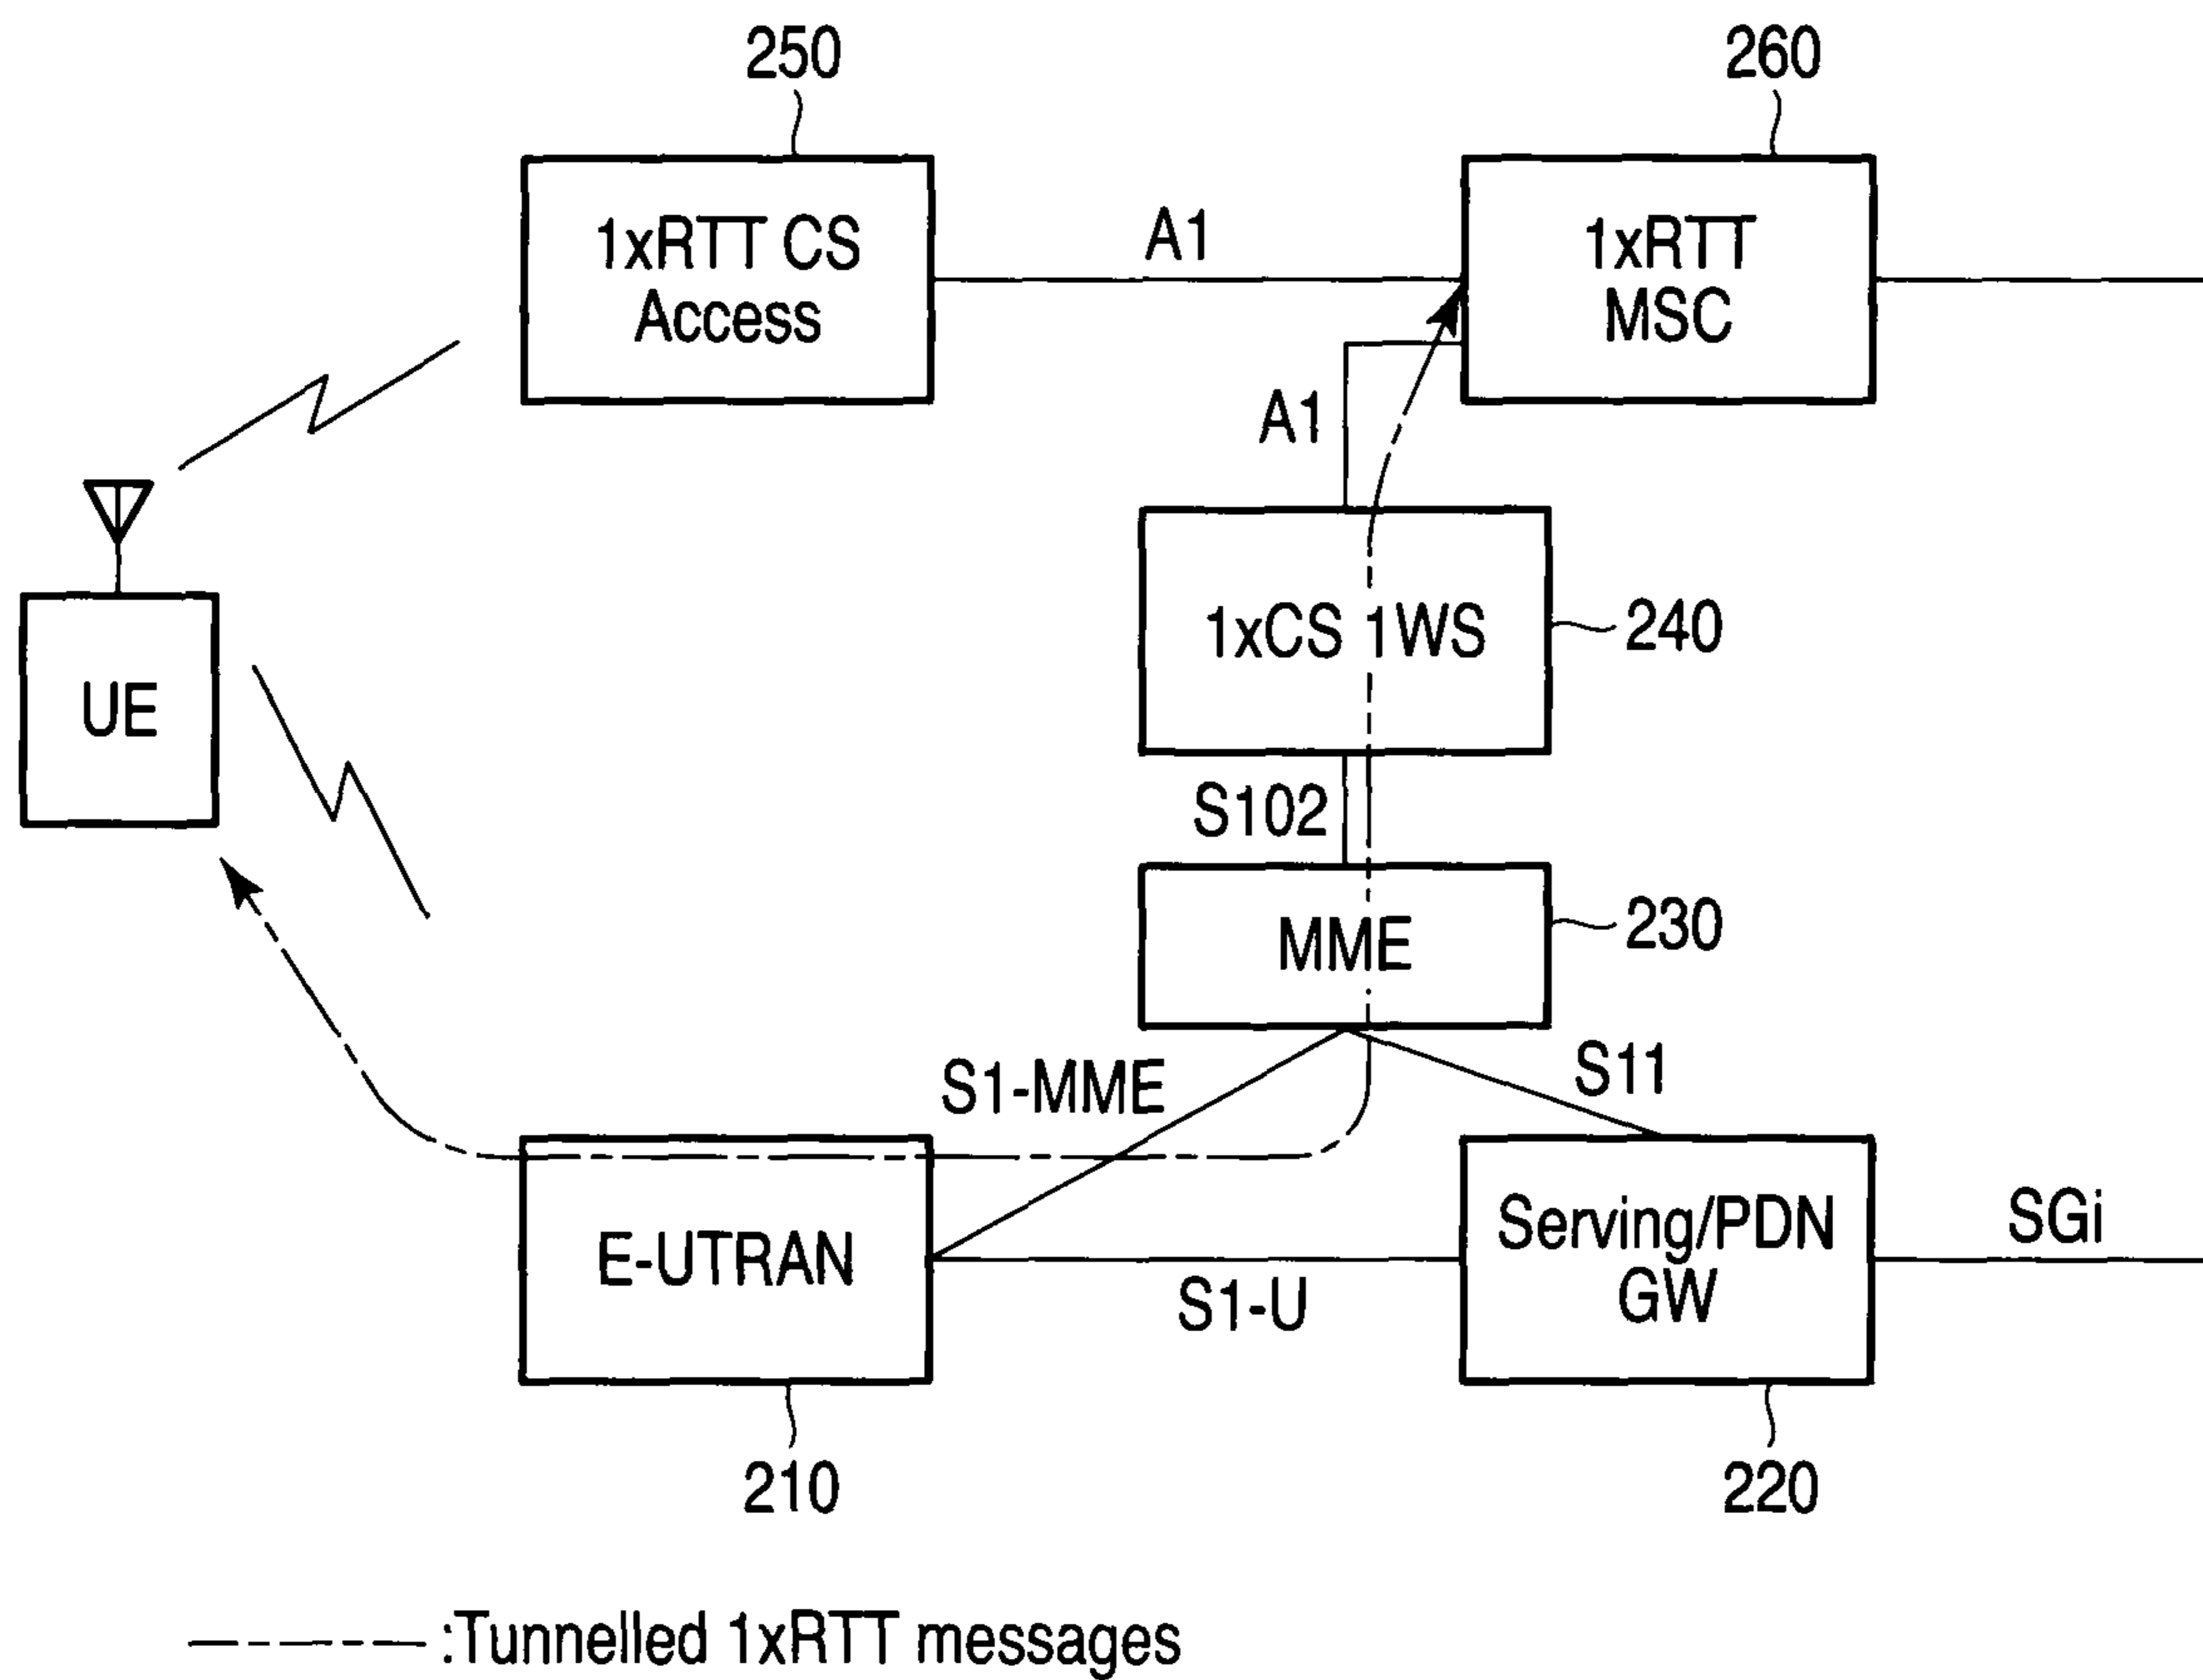 250
260
1xRTT CS
Access
A1
1xRTT
MSC
A1
1xCS 1WS
240
UE
S102
MME
230
S1-MME
S11
E-UTRAN
S1-U
Serving/PDN
GW
SGi
210
220
:Tunnelled 1xRTT messages